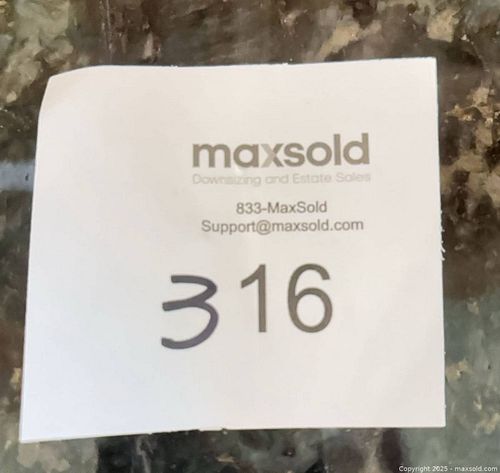 maxsold
Downsizing and Estate Sales
833-MaxSold
Support@maxsold.com
316
Copyright 2025 - maxsold.com